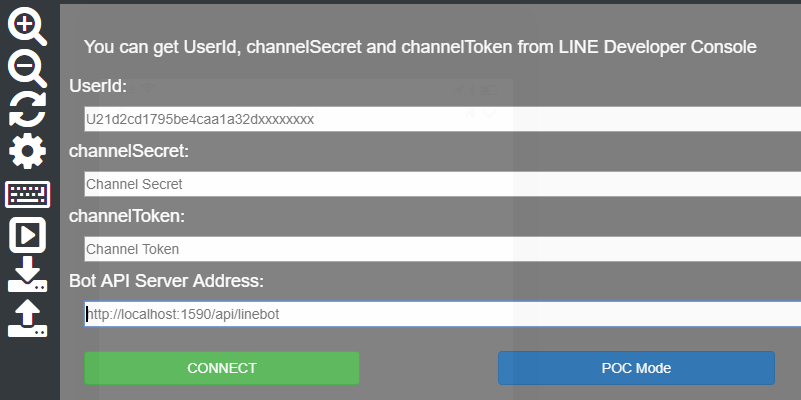 You can get UserId, channelSecret and channelToken from LINE Developer Console
UserId:
U21d2cd1795be4caa1a32dxxxxxxxx
channelSecret:
Channel Secret
channelToken:
Channel Token
Bot API Server Address:
http://localhost:1590/api/linebot
CONNECT
POC Mode